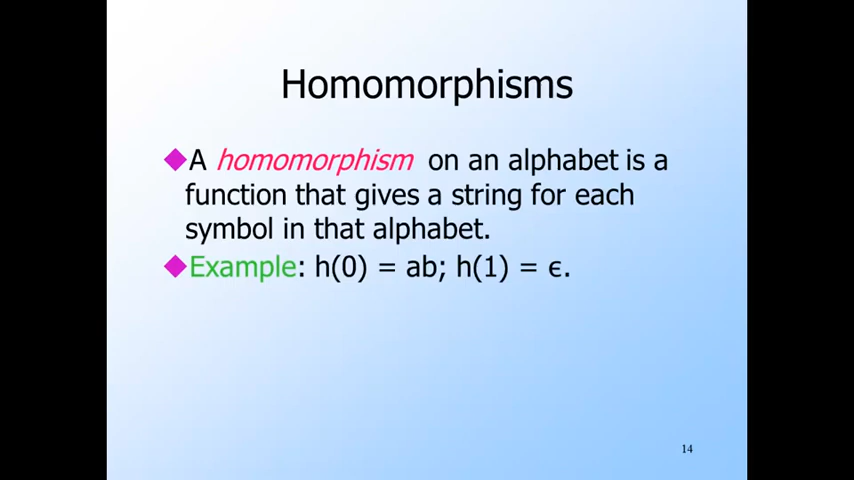 Homomorphisms
A homomorphism on an alphabet is a
function that gives a string for each
symbol in that alphabet.
Example: h(0) = ab; h(1) = ϵ.
14